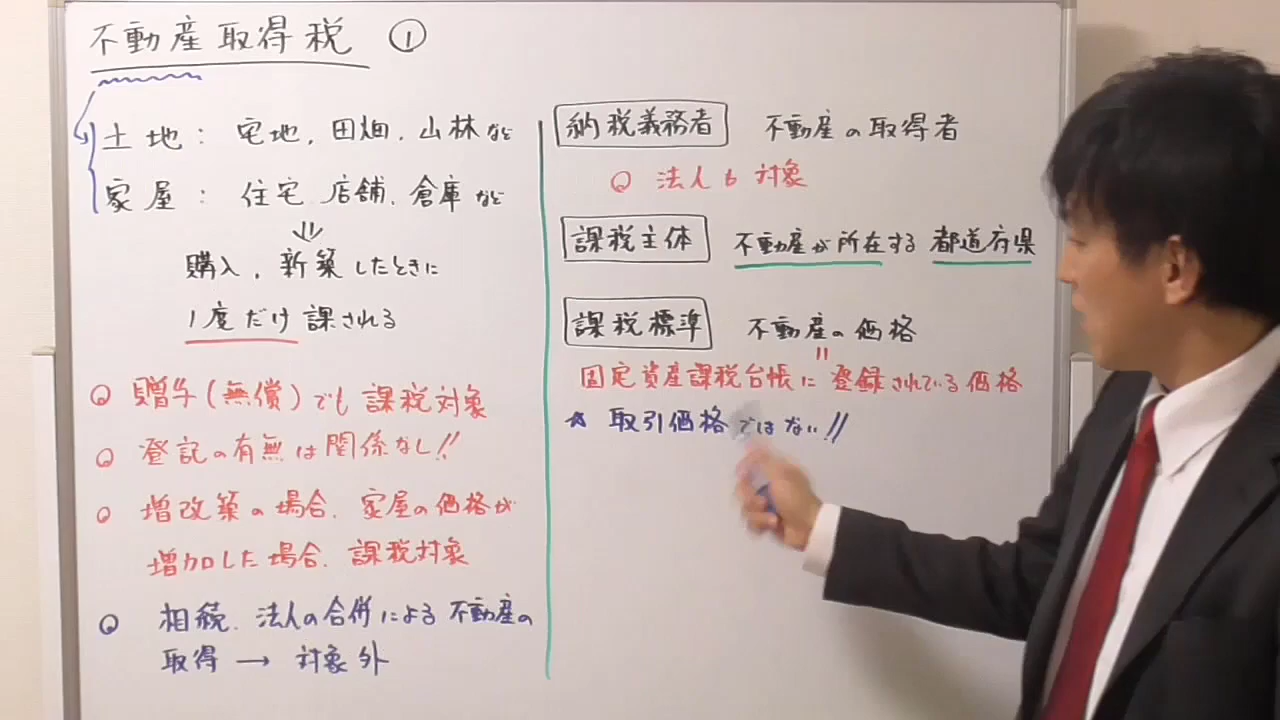 不動産取得税 ①
土地: 宅地, 田畑, 山林など
家屋: 住宅, 店舗, 倉庫など
購入, 新築したときに
1度だけ課される
○ 贈与(無償)でも課税対象
○ 登記の有無は関係なし!!
○ 増改築の場合, 家屋の価格が
増加した場合, 課税対象
○ 相続, 法人の合併による不動産の
取得 → 対象外
納税義務者 不動産の取得者
○ 法人も対象
課税主体 不動産が所在する都道府県
課税標準 不動産の価格
〃
固定資産課税台帳に登録されている価格
☆ 取引価格ではない!!